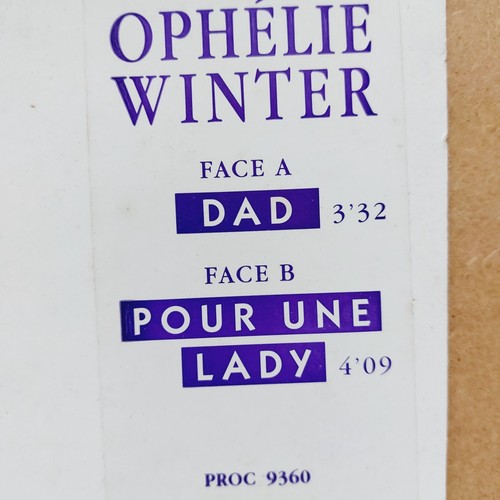 OPHÉLIE
WINTER
FACE A
DAD 3'32
FACE B
POUR UNE
LADY 4'09
PROC 9360